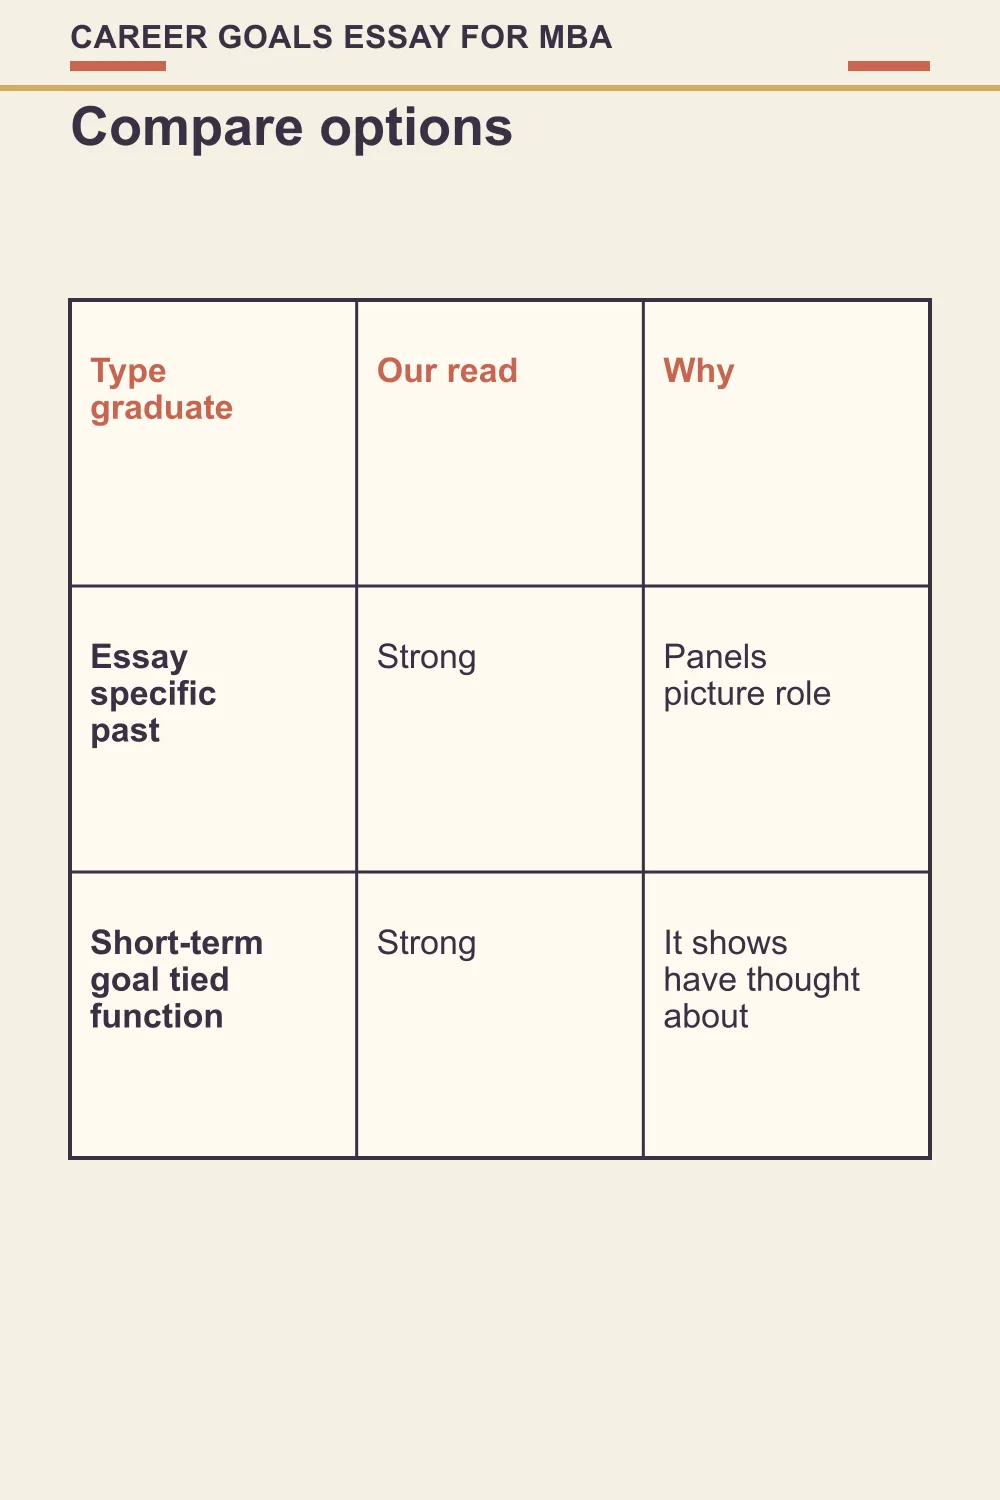 CAREER GOALS ESSAY FOR MBA
Compare options
Type
graduate
Our read
Why
Essay
specific
past
Strong
Panels
picture role
Short-term
goal tied
function
Strong
It shows
have thought
about